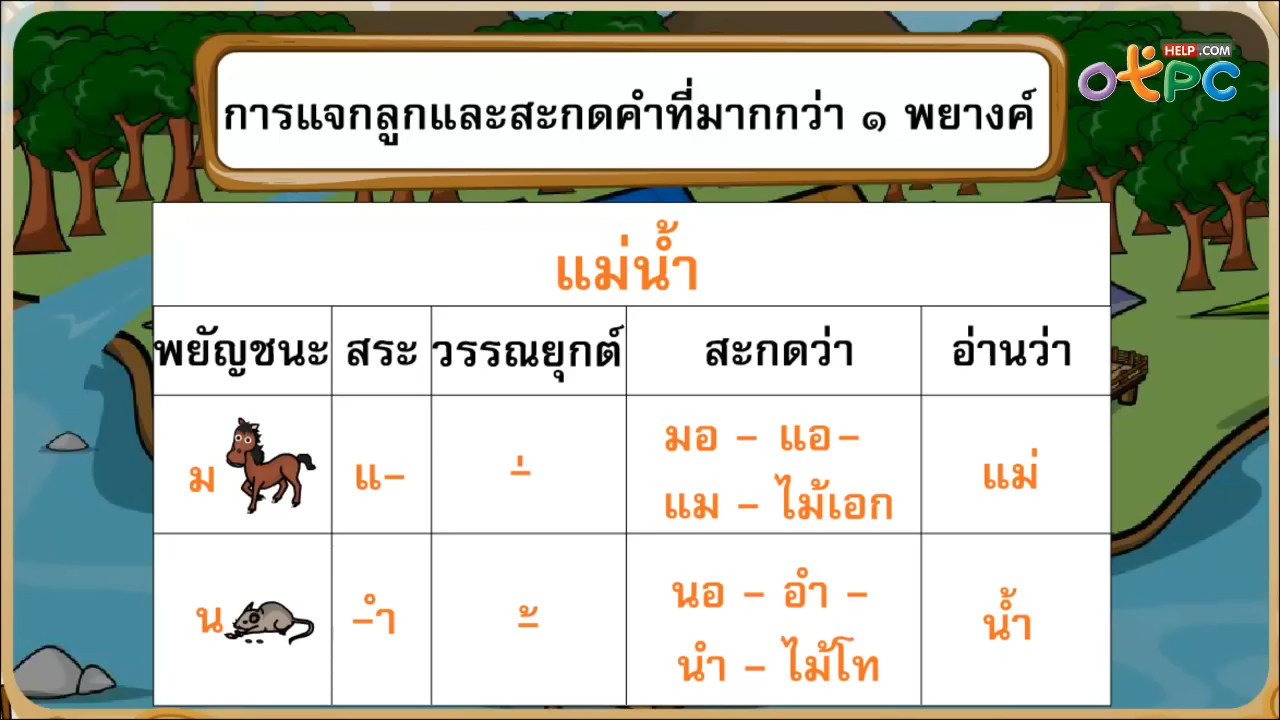 HELP .COM
OTPC
การแจกลูกและสะกดคำที่มากกว่า ๑ พยางค์
แม่น้ำ
พยัญชนะ สระ วรรณยุกต์ สะกดว่า อ่านว่า
ม แ– –่ มอ – แอ– แม่
แม – ไม้เอก
น –ำ –้ นอ – อำ – น้ำ
นำ – ไม้โท